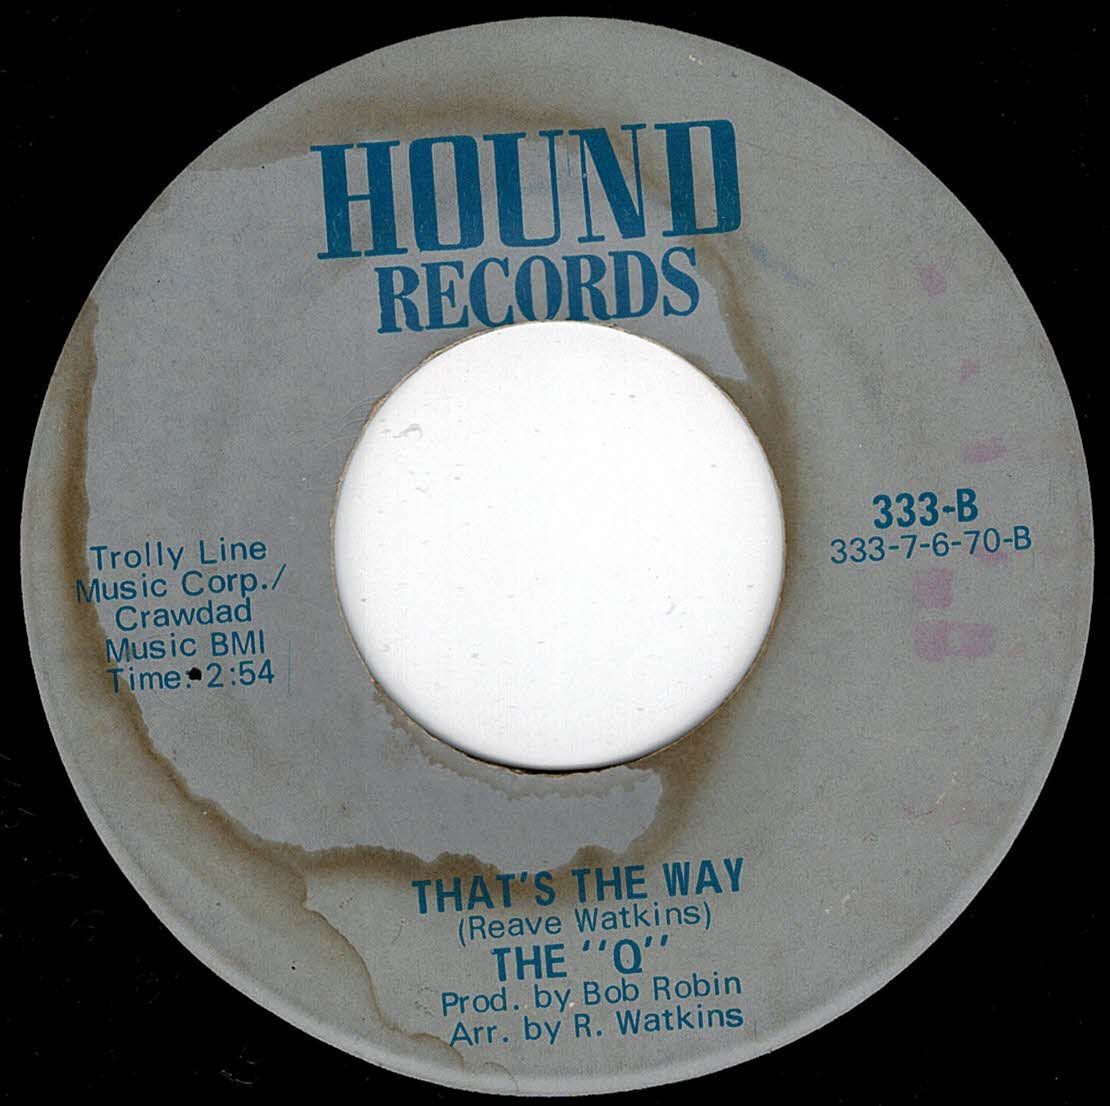 HOUND
RECORDS
333-B
333-7-6-70-B
Trolly Line
Music Corp./
Crawdad
Music BMI
Time: 2:54
THAT'S THE WAY
(Reave Watkins)
THE "Q"
Prod. by Bob Robin
Arr. by R. Watkins